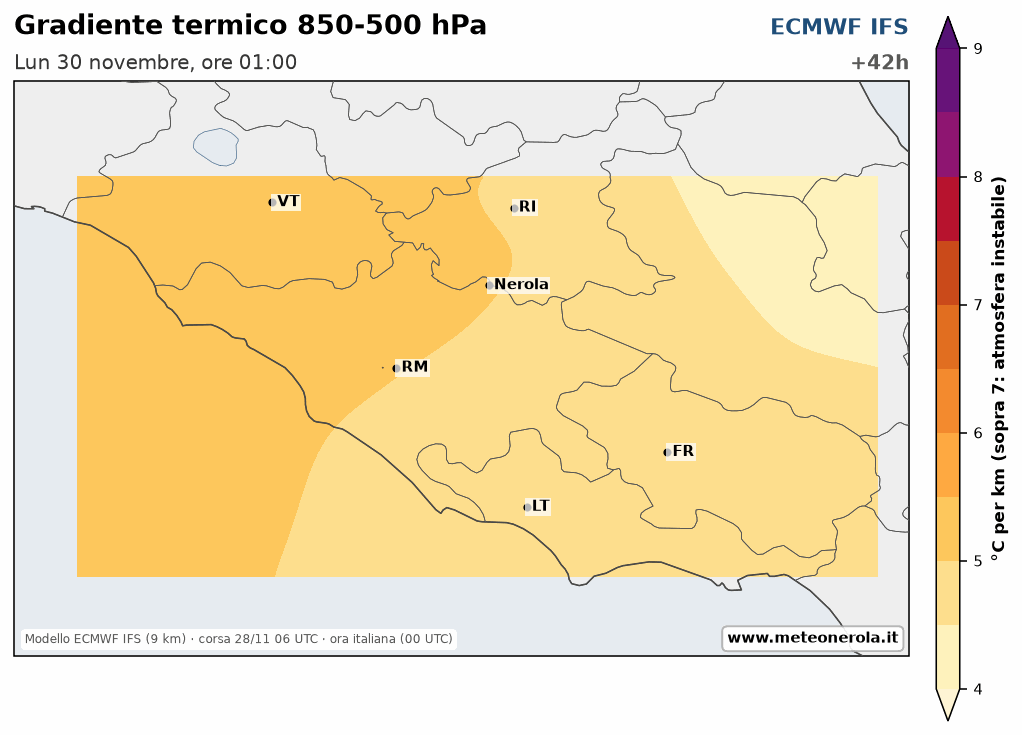 Gradiente termico 850-500 hPa
ECMWF IFS
Lun 30 novembre, ore 01:00
+42h
VT
RI
Nerola
RM
FR
LT
Modello ECMWF IFS (9 km) · corsa 28/11 06 UTC · ora italiana (00 UTC)
www.meteonerola.it
9
8
7
6
5
4
°C per km (sopra 7: atmosfera instabile)